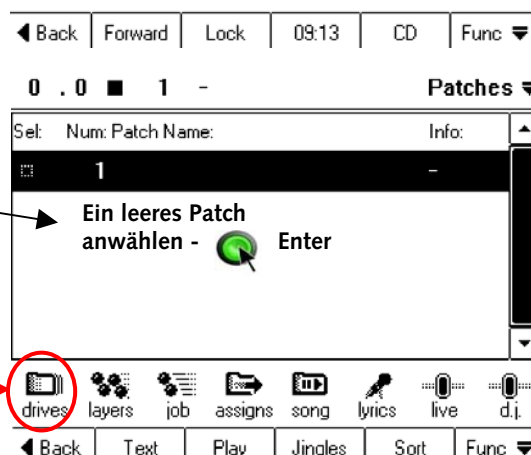 Back Forward Lock 09:13 CD Func
0 .0 ■ 1 - Patches
Sel: Num: Patch Name: Info:
1 -
Ein leeres Patch
anwählen - Enter
drives layers job assigns song lyrics live d.j.
Back Text Play Jingles Sort Func